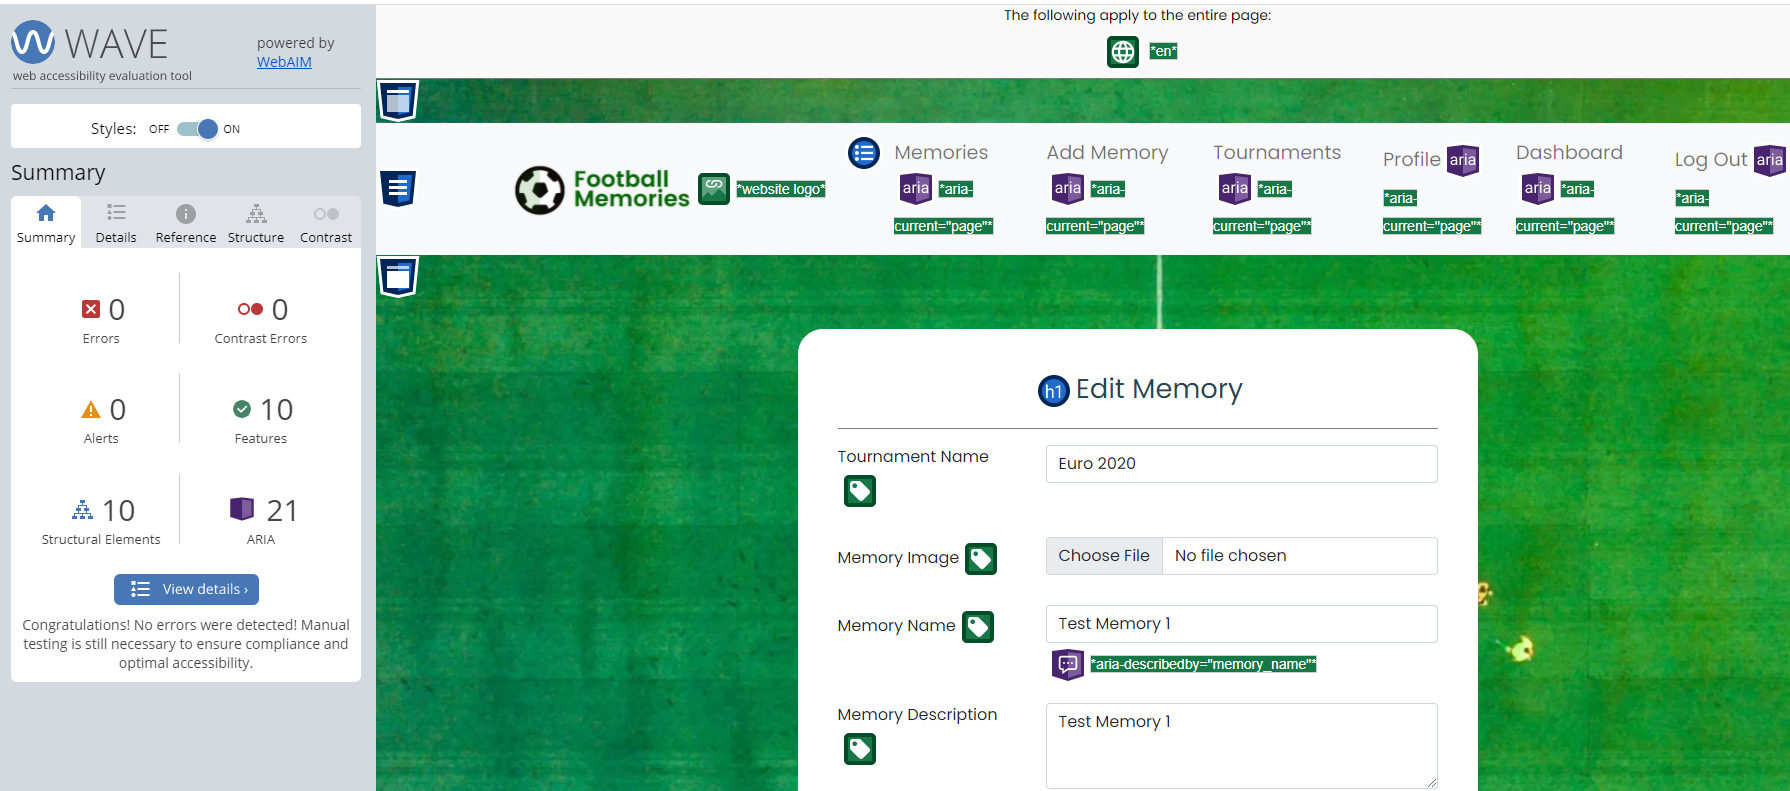 WAVE
web accessibility evaluation tool
powered by
WebAIM
Styles: OFF ON
Summary
Summary Details Reference Structure Contrast
0
Errors
0
Contrast Errors
0
Alerts
10
Features
10
Structural Elements
21
ARIA
View details ›
Congratulations! No errors were detected! Manual
testing is still necessary to ensure compliance and
optimal accessibility.
The following apply to the entire page:
*en*
Football
Memories
*website logo*
Memories
aria *aria-
current="page"*
Add Memory
aria *aria-
current="page"*
Tournaments
aria *aria-
current="page"*
Profile aria
*aria-
current="page"*
Dashboard
aria *aria-
current="page"*
Log Out aria
*aria-
current="page"*
h1 Edit Memory
Tournament Name
Euro 2020
Memory Image
Choose File No file chosen
Memory Name
Test Memory 1
*aria-describedby="memory_name"*
Memory Description
Test Memory 1